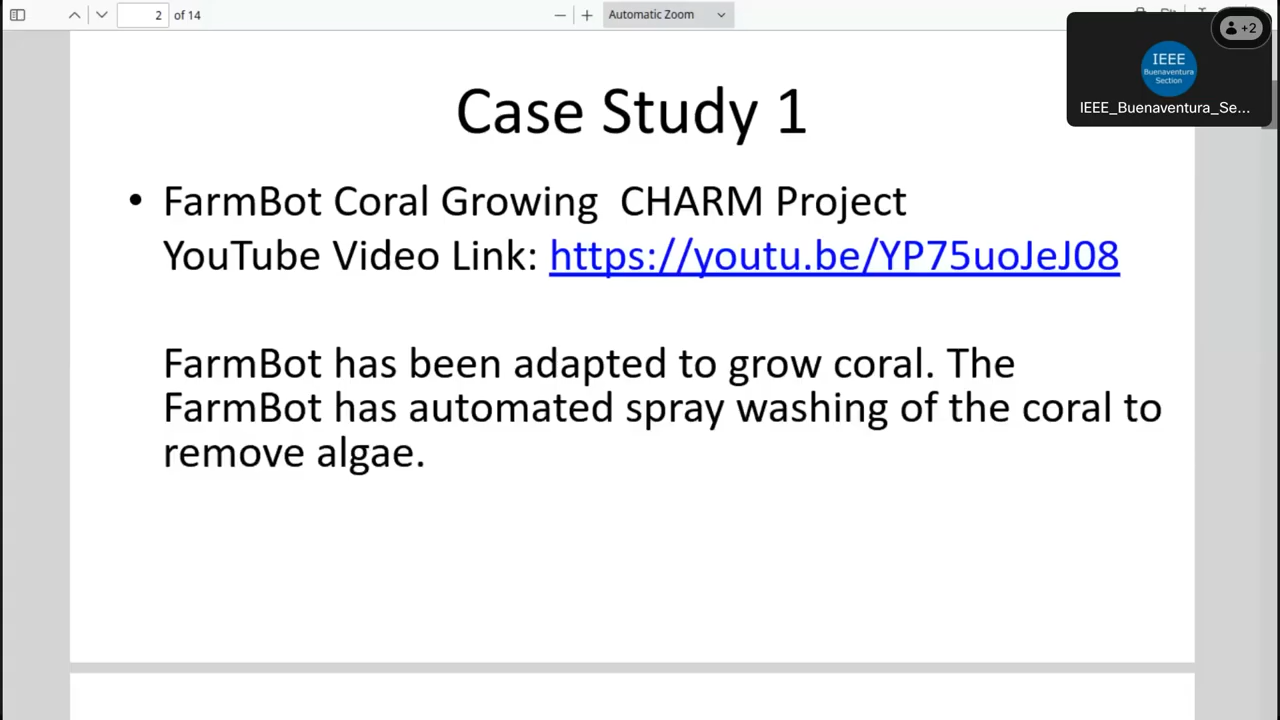 2 of 14
Automatic Zoom
+2
IEEE
Buenaventura
Section
IEEE_Buenaventura_Se...
Case Study 1
• FarmBot Coral Growing  CHARM Project
YouTube Video Link: https://youtu.be/YP75uoJeJ08
FarmBot has been adapted to grow coral. The
FarmBot has automated spray washing of the coral to
remove algae.